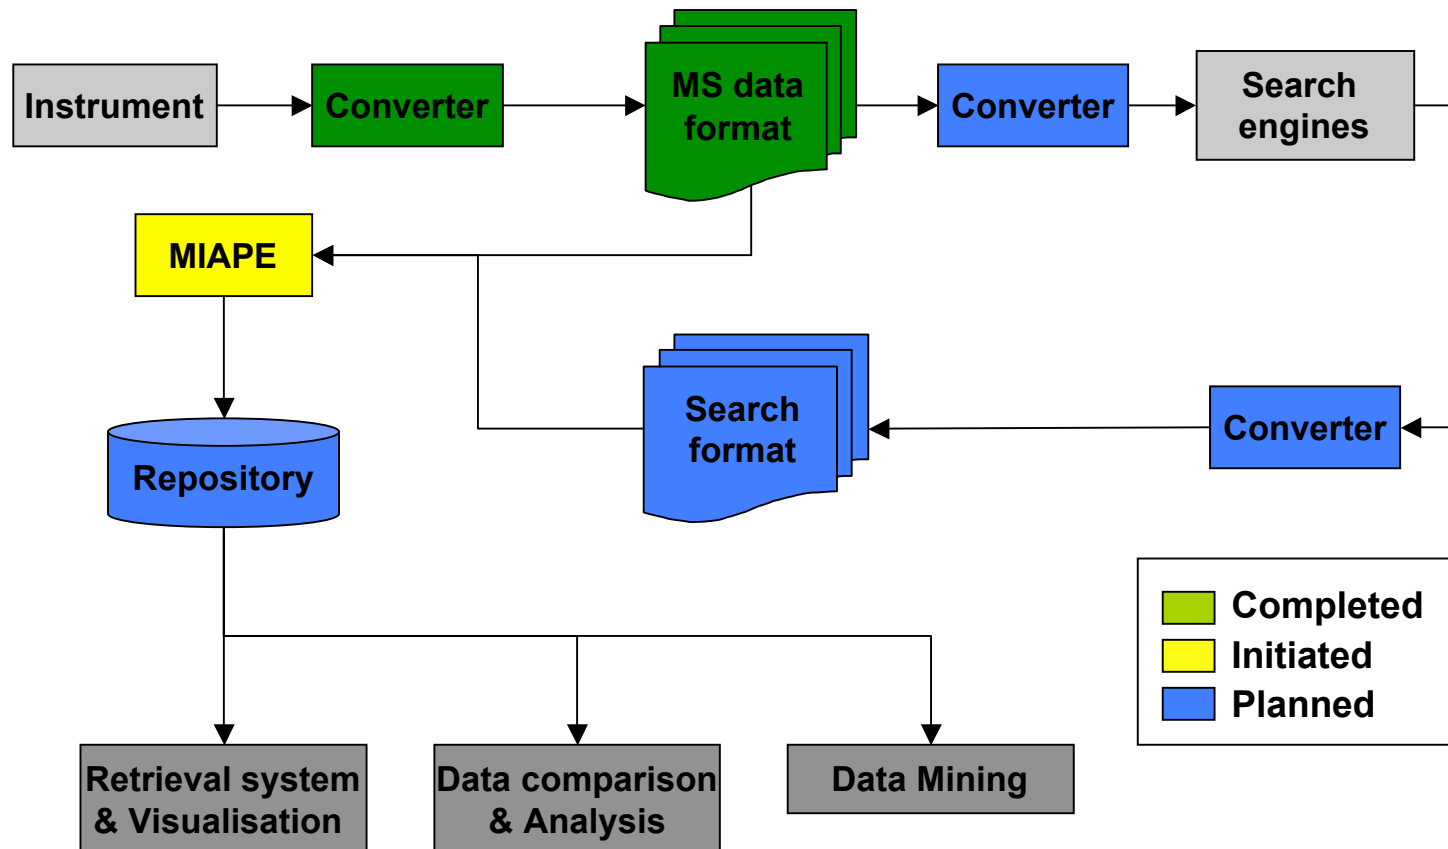 Instrument
Converter
MS data
format
Converter
Search
engines
MIAPE
Search
format
Converter
Repository
Completed
Initiated
Planned
Retrieval system
& Visualisation
Data comparison
& Analysis
Data Mining